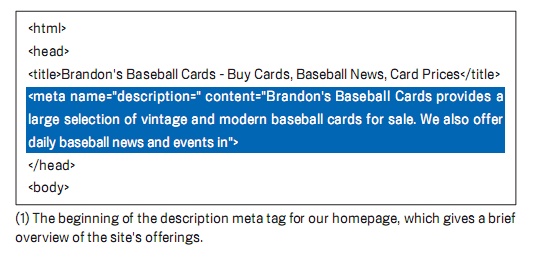 <html>
<head>
<title>Brandon's Baseball Cards - Buy Cards, Baseball News, Card Prices</title>
<meta name="description=" content="Brandon's Baseball Cards provides a
large selection of vintage and modern baseball cards for sale. We also offer
daily baseball news and events in">
</head>
<body>
(1) The beginning of the description meta tag for our homepage, which gives a brief
overview of the site's offerings.